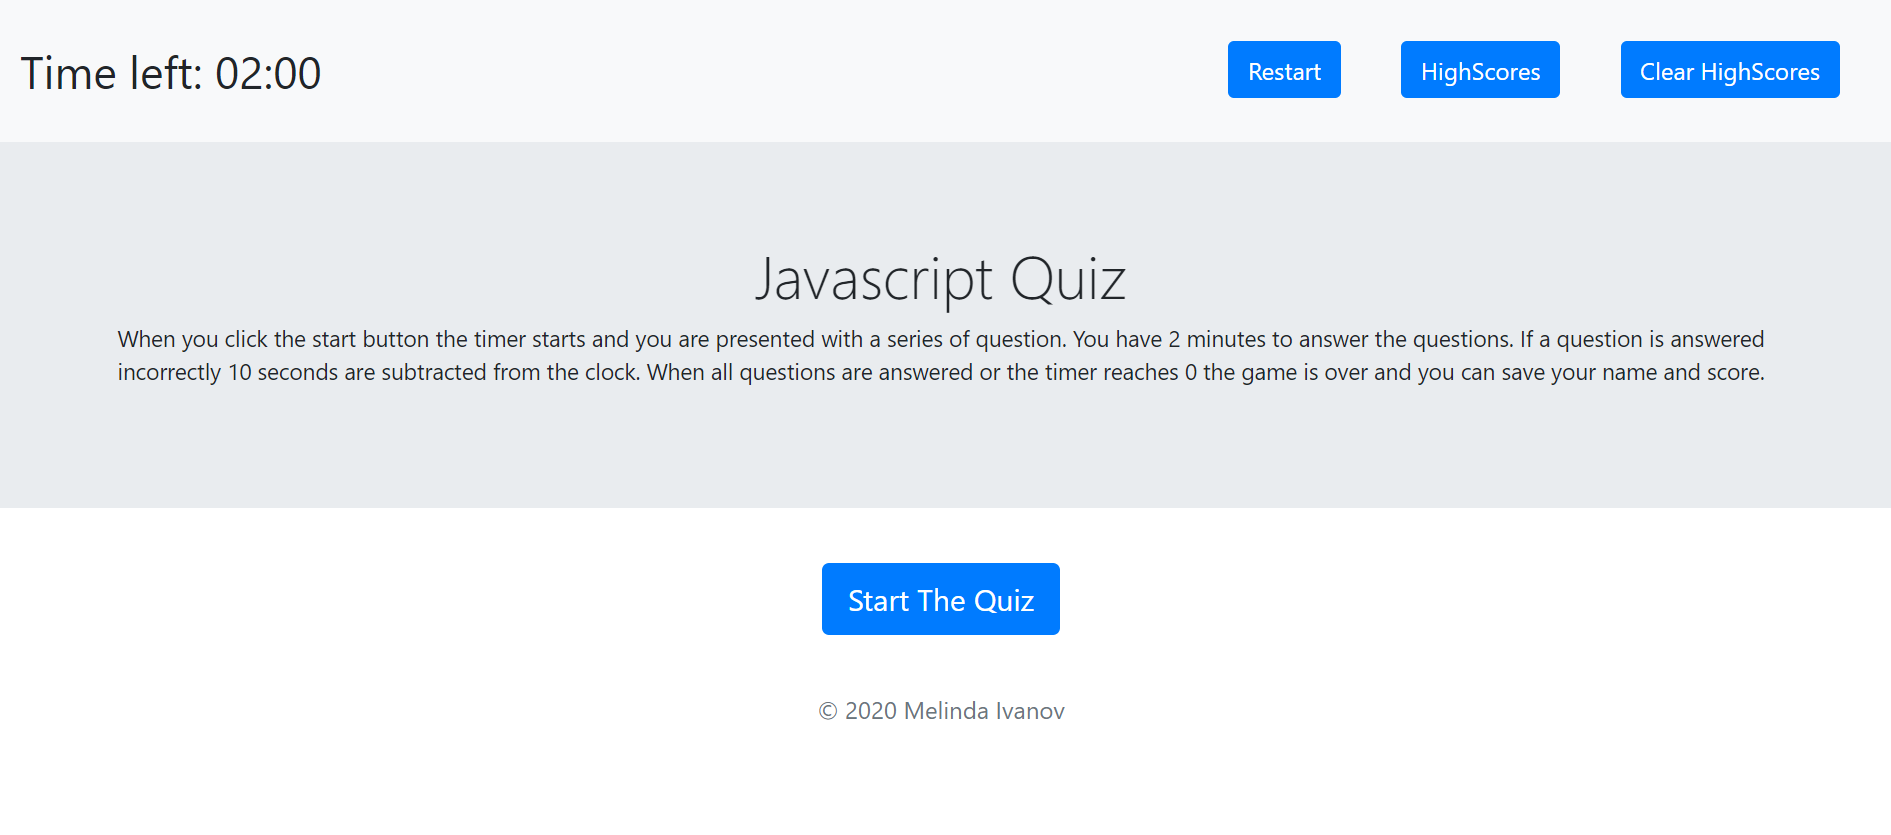 Time left: 02:00
Restart
HighScores
Clear HighScores
Javascript Quiz
When you click the start button the timer starts and you are presented with a series of question. You have 2 minutes to answer the questions. If a question is answered
incorrectly 10 seconds are subtracted from the clock. When all questions are answered or the timer reaches 0 the game is over and you can save your name and score.
Start The Quiz
© 2020 Melinda Ivanov